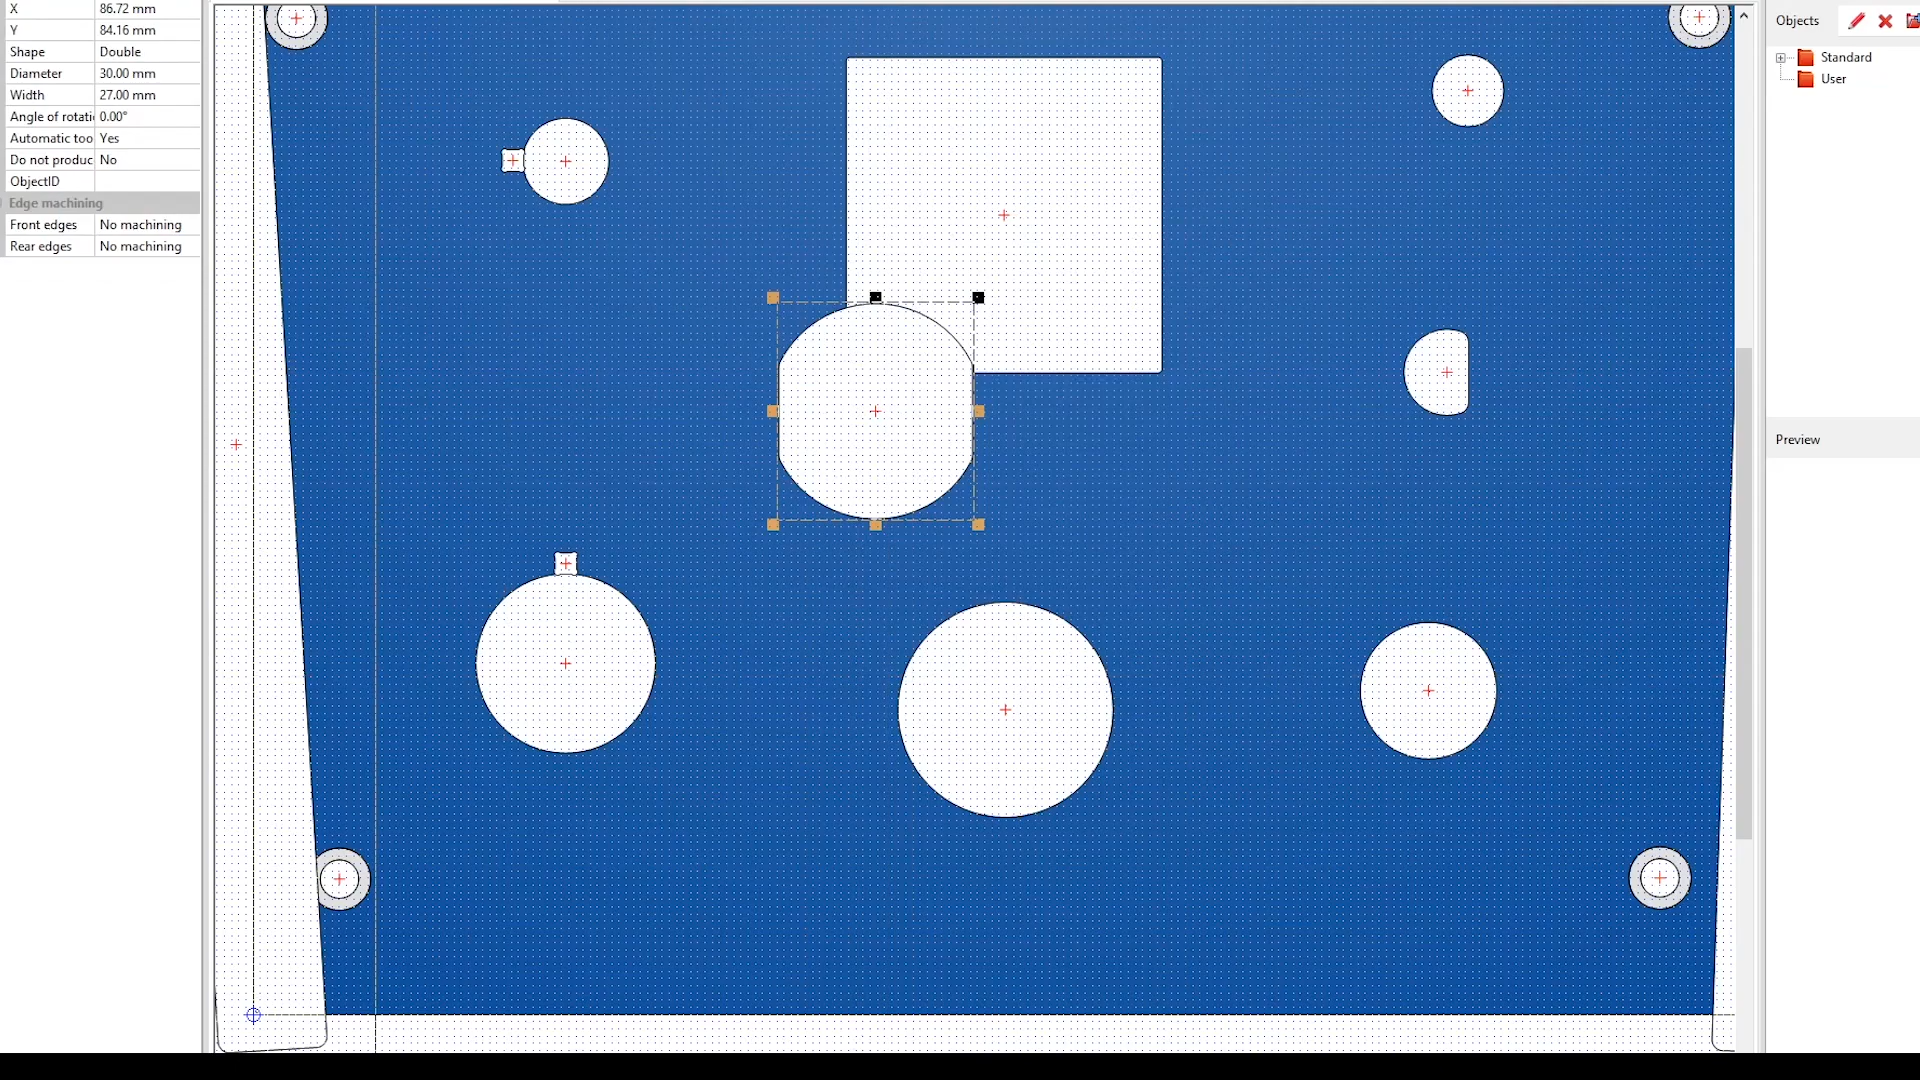 X 86.72 mm
Y 84.16 mm
Shape Double
Diameter 30.00 mm
Width 27.00 mm
Angle of rotati 0.00°
Automatic too Yes
Do not produc No
ObjectID
Edge machining
Front edges No machining
Rear edges No machining
Objects
Standard
User
Preview